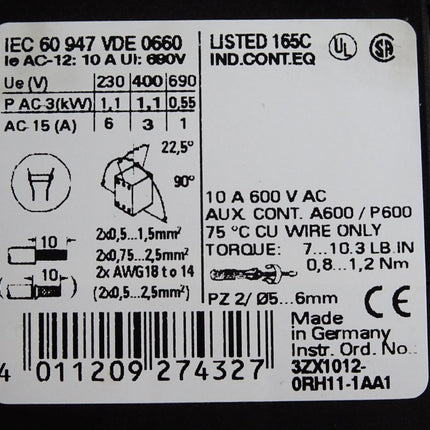 IEC 60 947 VDE 0660
Ie AC-12: 10 A Ui: 690V
Ue (V) 230 400 690
P AC-3(kW) 1,1 1,1 0,55
AC 15 (A) 6 3 1
LISTED 165C
IND.CONT.EQ
UL
SA
22,5°
90°
10
2x0,5...1,5mm²
10
2x0,75...2,5mm²
2x AWG18 to 14
(2x0,5...2,5mm²)
10 A 600 V AC
AUX. CONT. A600 / P600
75 °C CU WIRE ONLY
TORQUE: 7...10.3 LB.IN
0,8...1,2 Nm
PZ 2/ Ø5...6mm
CE
Made
in Germany
Instr. Ord. No.:
3ZX1012-
0RH11-1AA1
4 011209 274327